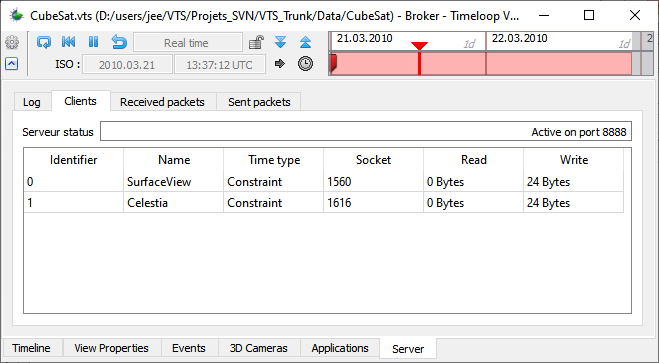 CubeSat.vts (D:/users/jee/VTS/Projets_SVN/VTS_Trunk/Data/CubeSat) - Broker - Timeloop V...
Real time
21.03.2010 1d 22.03.2010 1d 2
ISO : 2010.03.21 13:37:12 UTC
Log Clients Received packets Sent packets
Serveur status Active on port 8888
Identifier Name Time type Socket Read Write
0 SurfaceView Constraint 1560 0 Bytes 24 Bytes
1 Celestia Constraint 1616 0 Bytes 24 Bytes
Timeline View Properties Events 3D Cameras Applications Server